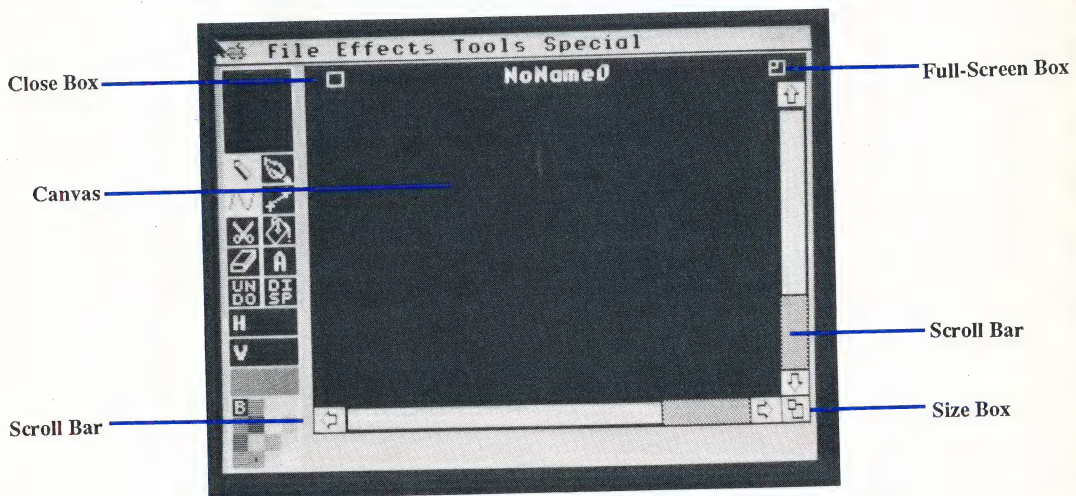 File Effects Tools Special
Close Box
NoName0
Full-Screen Box
Canvas
A
UN
DO
DI
SP
H
V
Scroll Bar
B
Scroll Bar
Size Box